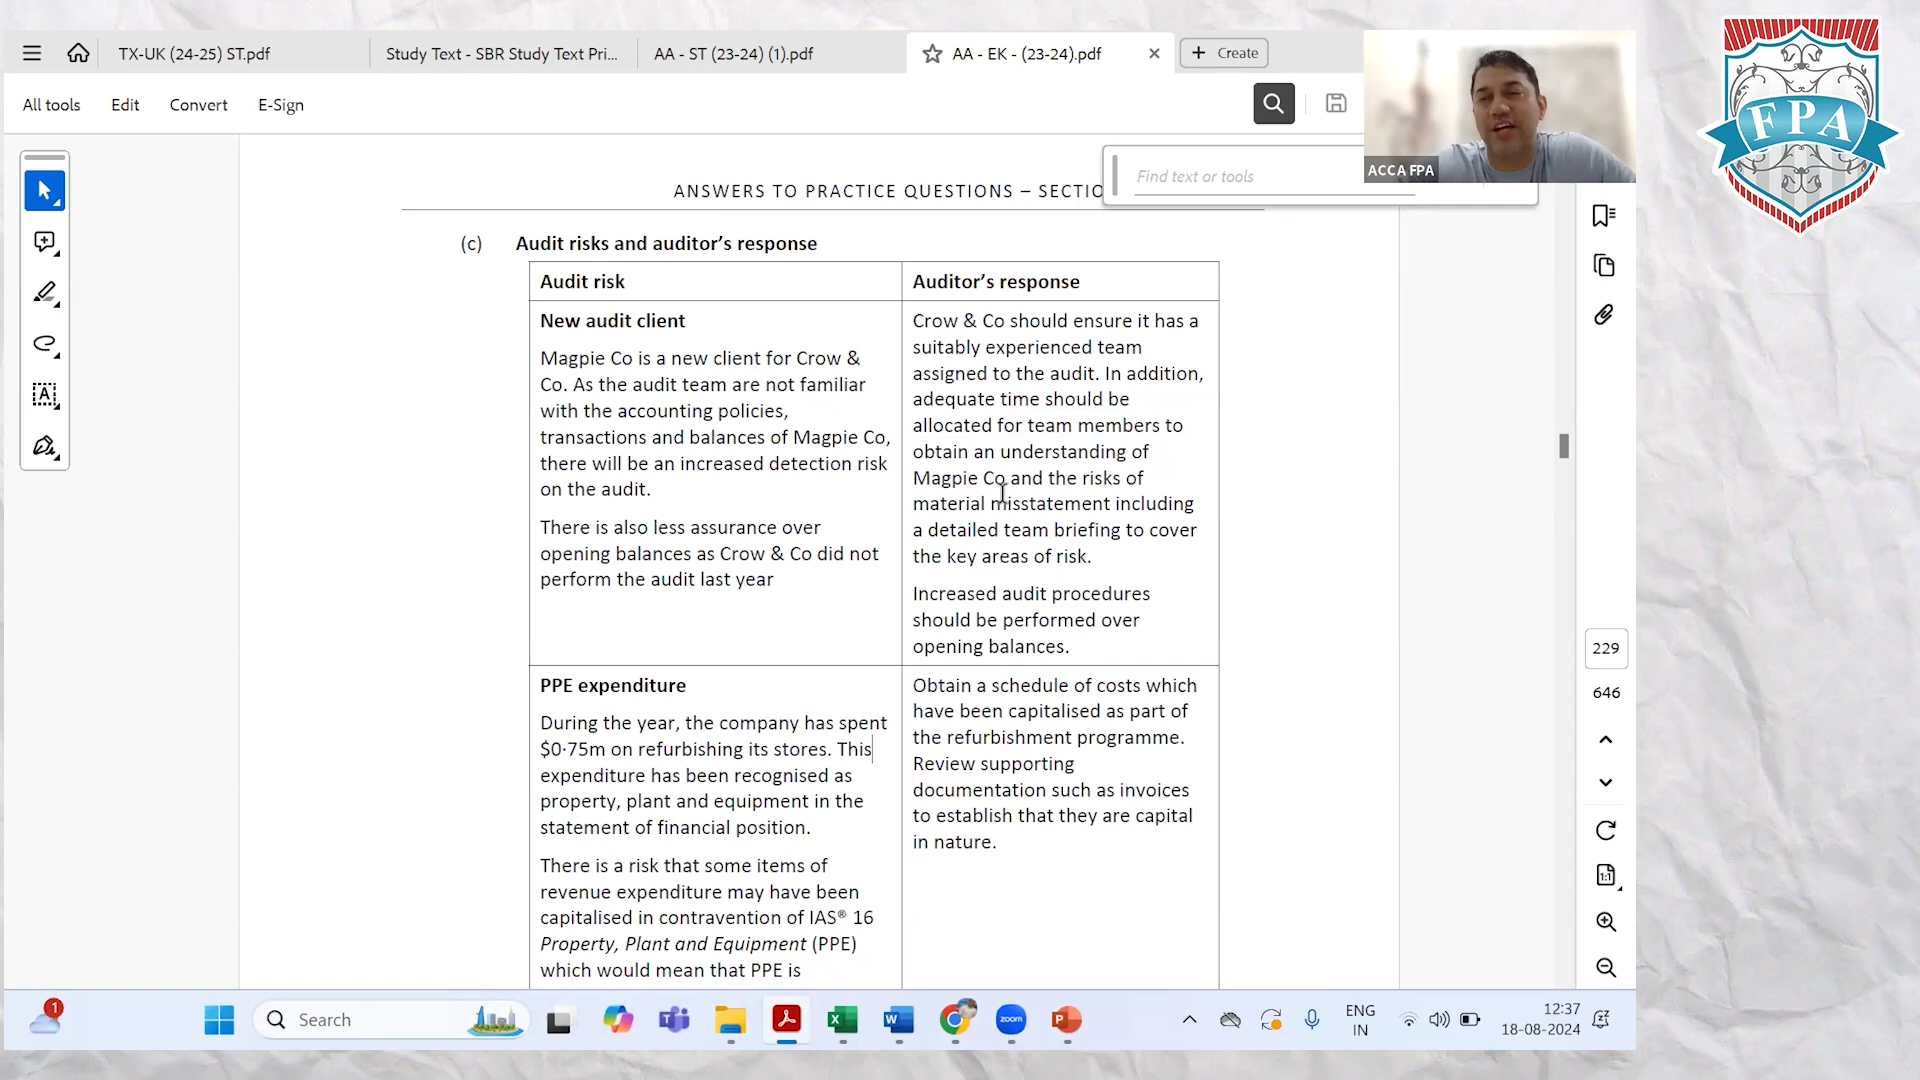 TX-UK (24-25) ST.pdf
Study Text - SBR Study Text Pri...
AA - ST (23-24) (1).pdf
AA - EK - (23-24).pdf
Create
All tools
Edit
Convert
E-Sign
Find text or tools
ACCA FPA
FPA
ANSWERS TO PRACTICE QUESTIONS – SECTIO
(c) Audit risks and auditor's response
Audit risk
Auditor's response
New audit client
Magpie Co is a new client for Crow &
Co. As the audit team are not familiar
with the accounting policies,
transactions and balances of Magpie Co,
there will be an increased detection risk
on the audit.
There is also less assurance over
opening balances as Crow & Co did not
perform the audit last year
Crow & Co should ensure it has a
suitably experienced team
assigned to the audit. In addition,
adequate time should be
allocated for team members to
obtain an understanding of
Magpie Co and the risks of
material misstatement including
a detailed team briefing to cover
the key areas of risk.
Increased audit procedures
should be performed over
opening balances.
PPE expenditure
During the year, the company has spent
$0·75m on refurbishing its stores. This
expenditure has been recognised as
property, plant and equipment in the
statement of financial position.
There is a risk that some items of
revenue expenditure may have been
capitalised in contravention of IAS® 16
Property, Plant and Equipment (PPE)
which would mean that PPE is
Obtain a schedule of costs which
have been capitalised as part of
the refurbishment programme.
Review supporting
documentation such as invoices
to establish that they are capital
in nature.
229
646
1:1
1
Search
zoom
ENG
IN
12:37
18-08-2024